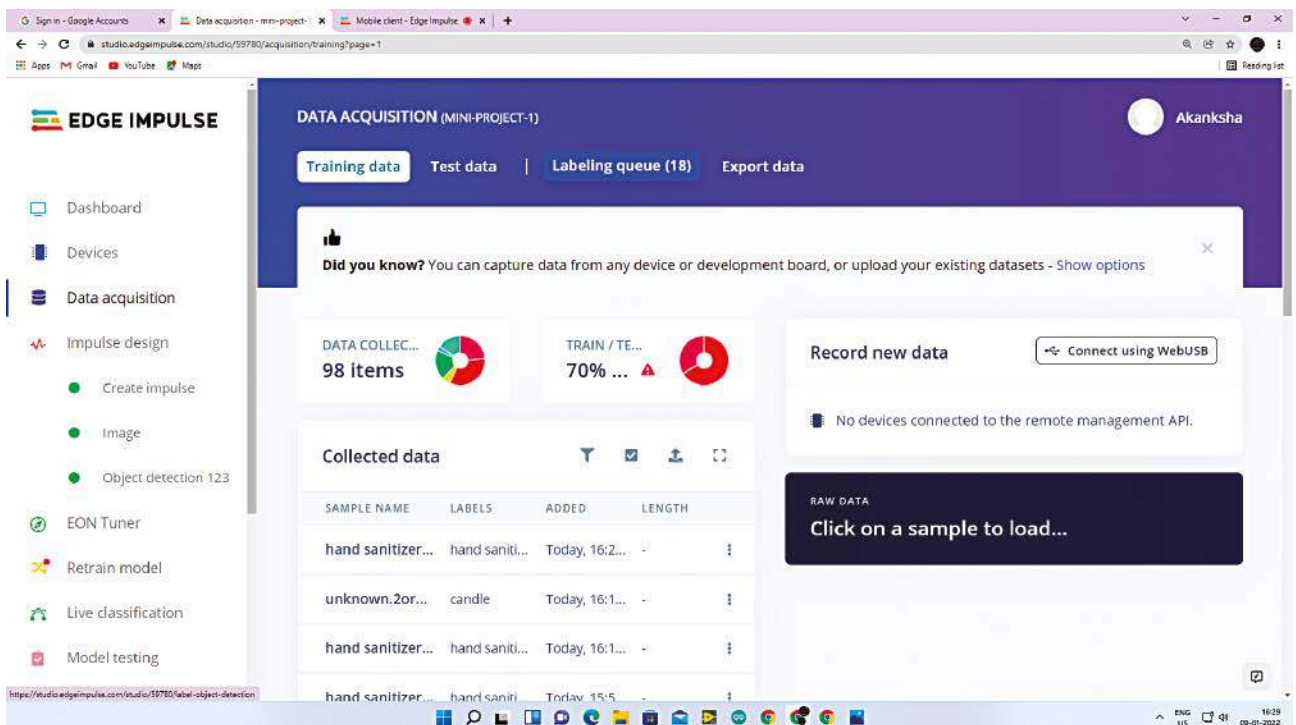 Sign in - Google Accounts
Data acquisition - mini-project-
Mobile client - Edge Impulse
studio.edgeimpulse.com/studio/59780/acquisition/training?page=1
Apps Gmail YouTube Maps
Reading list
EDGE IMPULSE
Dashboard
Devices
Data acquisition
Impulse design
Create impulse
Image
Object detection 123
EON Tuner
Retrain model
Live classification
Model testing
https://studio.edgeimpulse.com/studio/59780/label-object-detection
DATA ACQUISITION (MINI-PROJECT-1)
Akanksha
Training data Test data | Labeling queue (18) Export data
Did you know? You can capture data from any device or development board, or upload your existing datasets - Show options
DATA COLLEC...
98 items
TRAIN / TE...
70% ...
Collected data
SAMPLE NAME LABELS ADDED LENGTH
hand sanitizer... hand saniti... Today, 16:2... -
unknown.2or... candle Today, 16:1... -
hand sanitizer... hand saniti... Today, 16:1... -
hand sanitizer... hand saniti... Today, 15:5... -
Record new data
Connect using WebUSB
No devices connected to the remote management API.
RAW DATA
Click on a sample to load...
ENG
US
16:29
09-01-2022